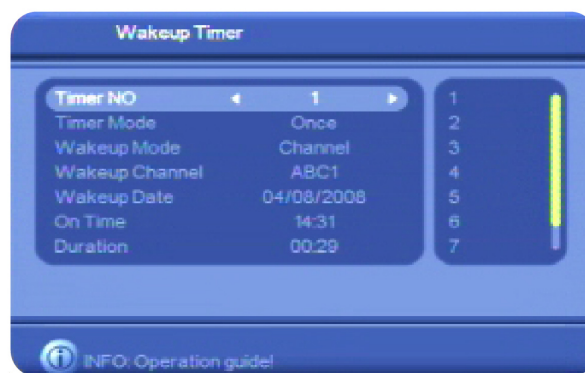 Wakeup Timer
Timer NO 1
Timer Mode Once
Wakeup Mode Channel
Wakeup Channel ABC1
Wakeup Date 04/08/2008
On Time 14:31
Duration 00:29
1
2
3
4
5
6
7
INFO: Operation guide!